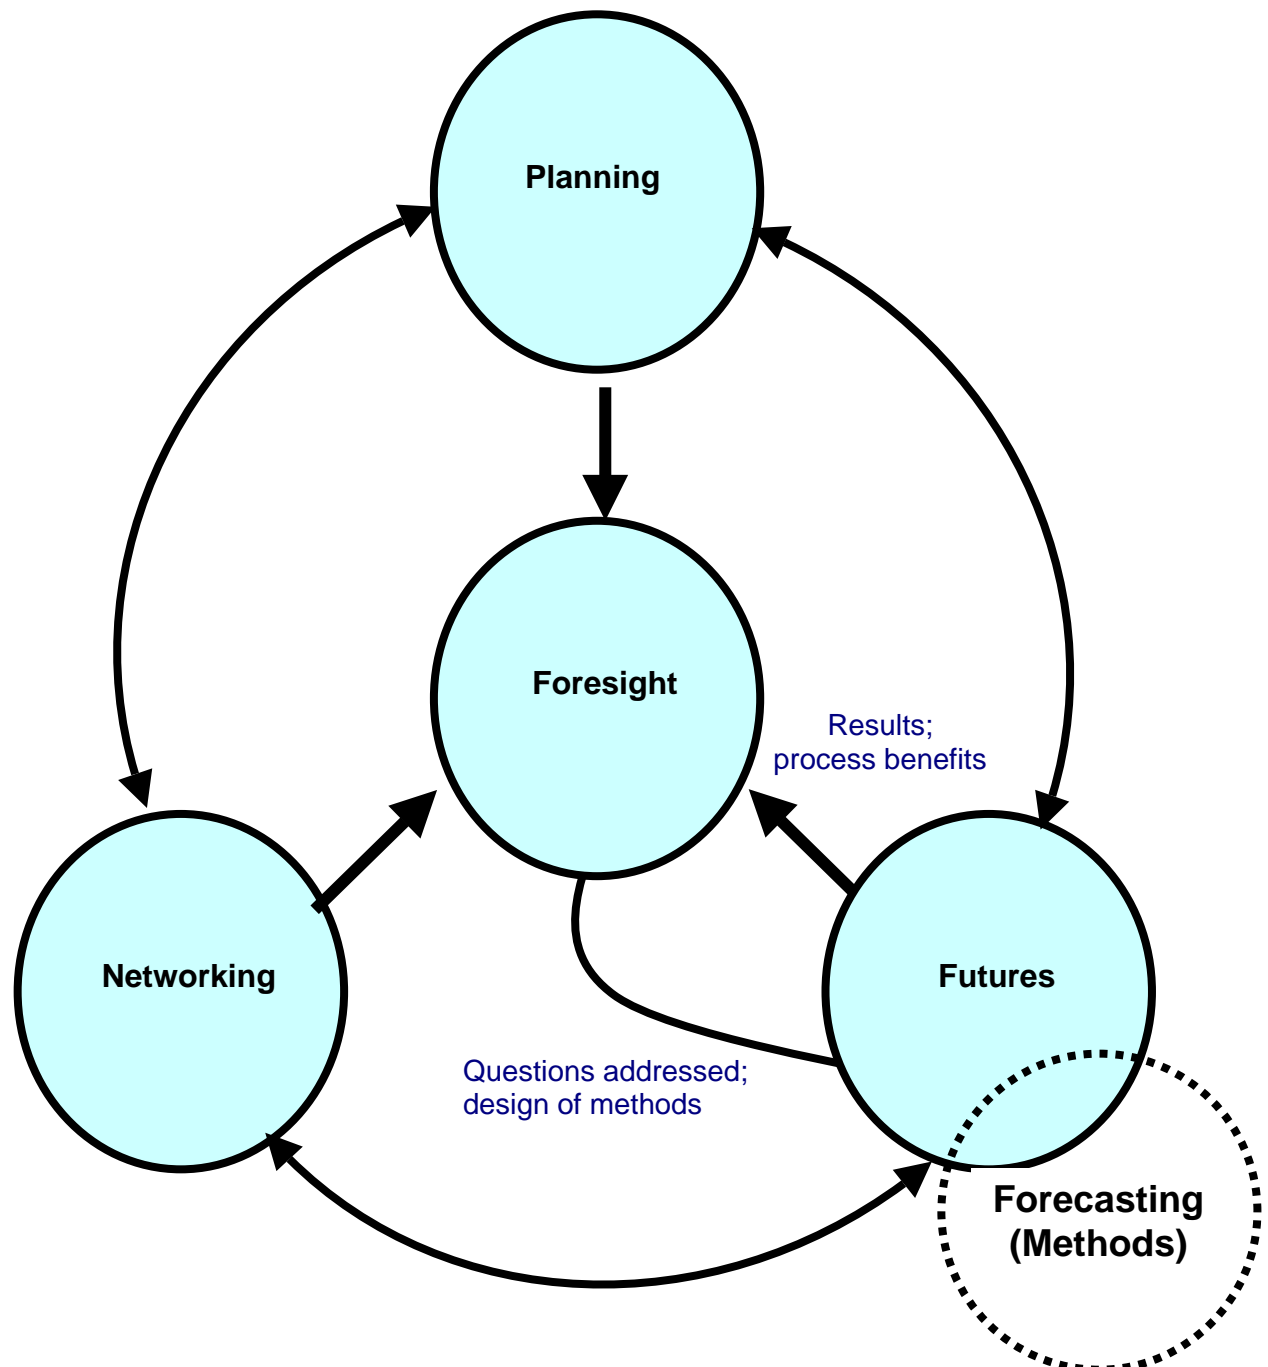 Planning
Foresight
Results;
process benefits
Networking
Futures
Questions addressed;
design of methods
Forecasting
(Methods)